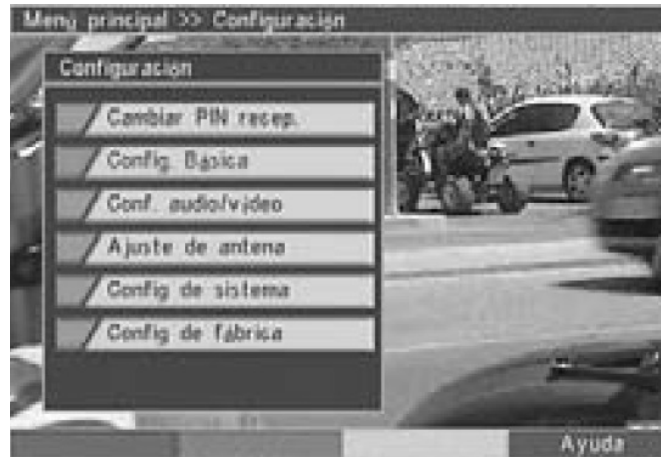 Menú principal >> Configuración
Configuración
Cambiar PIN recep.
Config. Básica
Conf. audio/vídeo
Ajuste de antena
Config de sistema
Config de fábrica
Ayuda